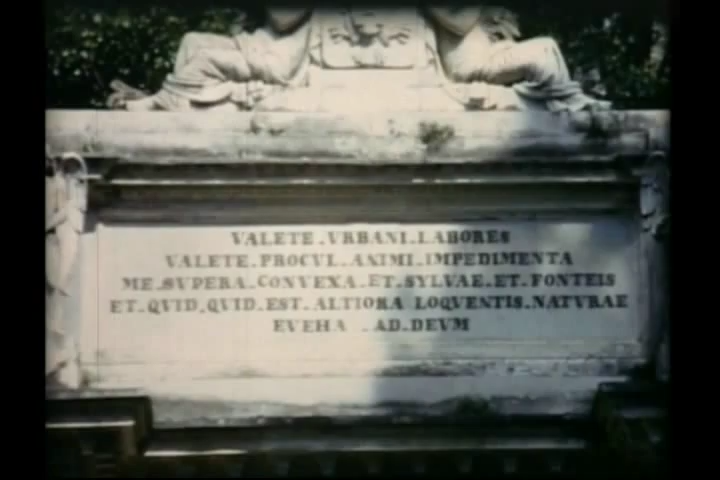 VALETE.VRBANI.LABORES
VALETE.PROCVL.ANIMI.IMPEDIMENTA
ME.SVPERA.CONVEXA.ET.SYLVAE.ET.FONTEIS
ET.QVID.QVID.EST.ALTIORA LOQVENTIS.NATVRAE
EVEHA .AD.DEVM